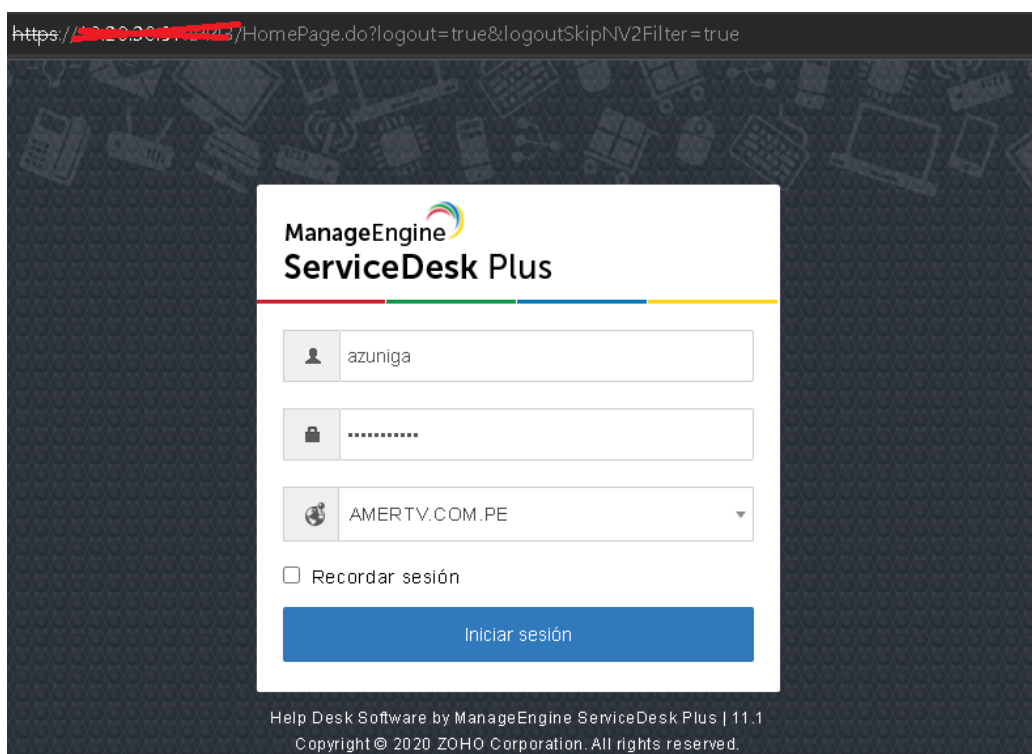 https:// /HomePage.do?logout=true&logoutSkipNV2Filter=true
ManageEngine
ServiceDesk Plus
azuniga
•••••••••••
AMERTV.COM.PE
Recordar sesión
Iniciar sesión
Help Desk Software by ManageEngine ServiceDesk Plus | 11.1
Copyright © 2020 ZOHO Corporation. All rights reserved.